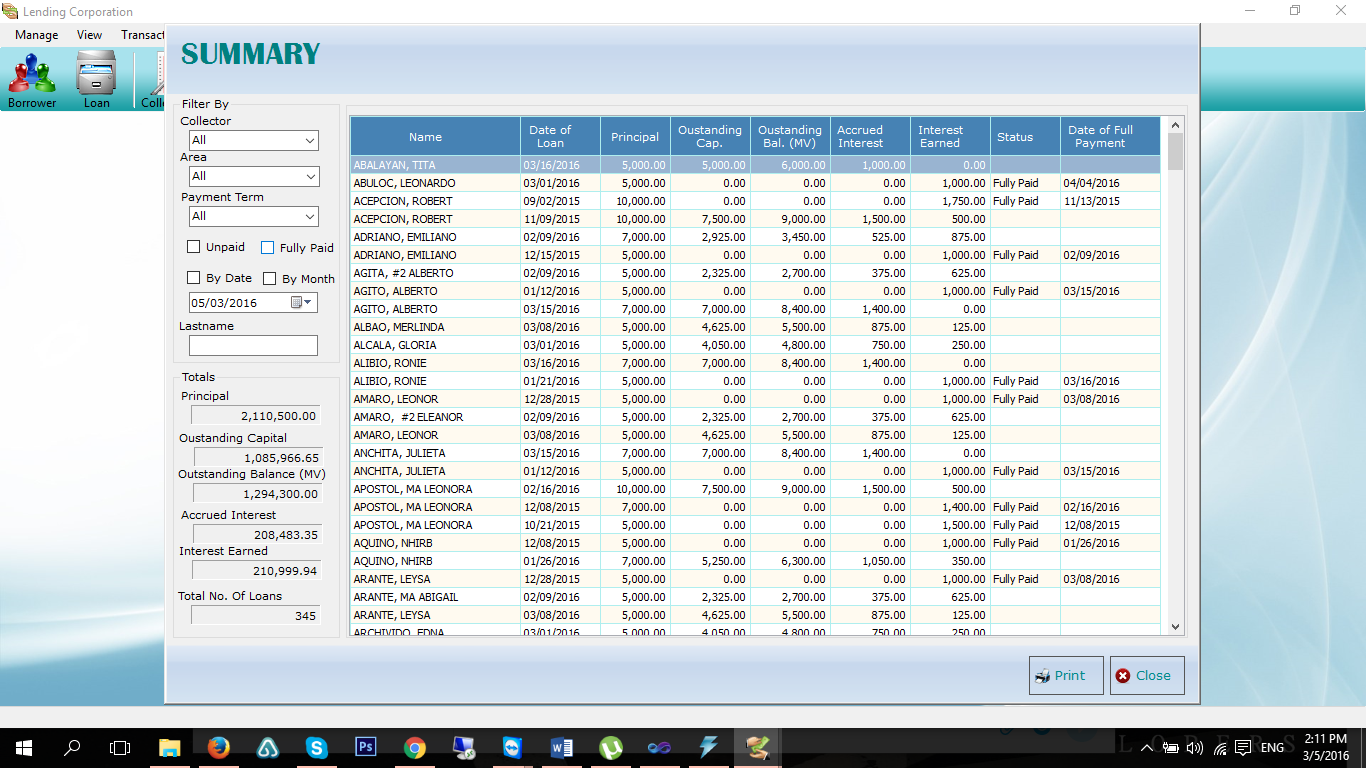 Lending Corporation
Manage View Transact
Borrower Loan Colle
SUMMARY
Filter By
Collector
All
Area
All
Payment Term
All
Unpaid Fully Paid
By Date By Month
05/03/2016
Lastname
Totals
Principal
2,110,500.00
Oustanding Capital
1,085,966.65
Outstanding Balance (MV)
1,294,300.00
Accrued Interest
208,483.35
Interest Earned
210,999.94
Total No. Of Loans
345
Name Date of Loan Principal Oustanding Cap. Oustanding Bal. (MV) Accrued Interest Interest Earned Status Date of Full Payment
ABALAYAN, TITA 03/16/2016 5,000.00 5,000.00 6,000.00 1,000.00 0.00
ABULOC, LEONARDO 03/01/2016 5,000.00 0.00 0.00 0.00 1,000.00 Fully Paid 04/04/2016
ACEPCION, ROBERT 09/02/2015 10,000.00 0.00 0.00 0.00 1,750.00 Fully Paid 11/13/2015
ACEPCION, ROBERT 11/09/2015 10,000.00 7,500.00 9,000.00 1,500.00 500.00
ADRIANO, EMILIANO 02/09/2016 7,000.00 2,925.00 3,450.00 525.00 875.00
ADRIANO, EMILIANO 12/15/2015 5,000.00 0.00 0.00 0.00 1,000.00 Fully Paid 02/09/2016
AGITA, #2 ALBERTO 02/09/2016 5,000.00 2,325.00 2,700.00 375.00 625.00
AGITO, ALBERTO 01/12/2016 5,000.00 0.00 0.00 0.00 1,000.00 Fully Paid 03/15/2016
AGITO, ALBERTO 03/15/2016 7,000.00 7,000.00 8,400.00 1,400.00 0.00
ALBAO, MERLINDA 03/08/2016 5,000.00 4,625.00 5,500.00 875.00 125.00
ALCALA, GLORIA 03/01/2016 5,000.00 4,050.00 4,800.00 750.00 250.00
ALIBIO, RONIE 03/16/2016 7,000.00 7,000.00 8,400.00 1,400.00 0.00
ALIBIO, RONIE 01/21/2016 5,000.00 0.00 0.00 0.00 1,000.00 Fully Paid 03/16/2016
AMARO, LEONOR 12/28/2015 5,000.00 0.00 0.00 0.00 1,000.00 Fully Paid 03/08/2016
AMARO, #2 ELEANOR 02/09/2016 5,000.00 2,325.00 2,700.00 375.00 625.00
AMARO, LEONOR 03/08/2016 5,000.00 4,625.00 5,500.00 875.00 125.00
ANCHITA, JULIETA 03/15/2016 7,000.00 7,000.00 8,400.00 1,400.00 0.00
ANCHITA, JULIETA 01/12/2016 5,000.00 0.00 0.00 0.00 1,000.00 Fully Paid 03/15/2016
APOSTOL, MA LEONORA 02/16/2016 10,000.00 7,500.00 9,000.00 1,500.00 500.00
APOSTOL, MA LEONORA 12/08/2015 7,000.00 0.00 0.00 0.00 1,400.00 Fully Paid 02/16/2016
APOSTOL, MA LEONORA 10/21/2015 5,000.00 0.00 0.00 0.00 1,500.00 Fully Paid 12/08/2015
AQUINO, NHIRB 12/08/2015 5,000.00 0.00 0.00 0.00 1,000.00 Fully Paid 01/26/2016
AQUINO, NHIRB 01/26/2016 7,000.00 5,250.00 6,300.00 1,050.00 350.00
ARANTE, LEYSA 12/28/2015 5,000.00 0.00 0.00 0.00 1,000.00 Fully Paid 03/08/2016
ARANTE, MA ABIGAIL 02/09/2016 5,000.00 2,325.00 2,700.00 375.00 625.00
ARANTE, LEYSA 03/08/2016 5,000.00 4,625.00 5,500.00 875.00 125.00
ARCHIVIDO, EDNA 03/01/2016 5,000.00 4,050.00 4,800.00 750.00 250.00
Print Close
Ps
ENG
2:11 PM
3/5/2016